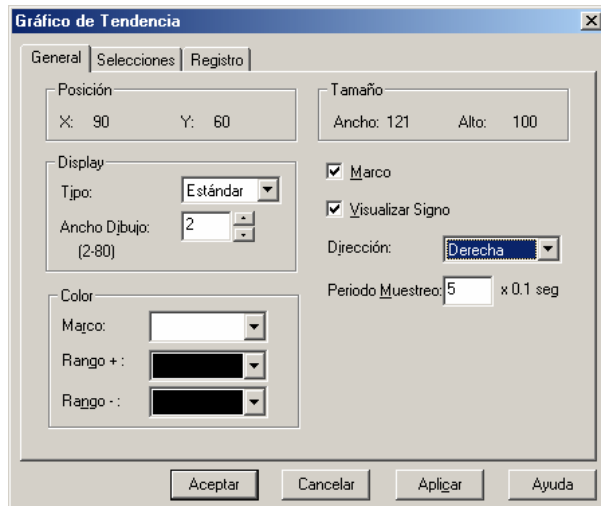 Gráfico de Tendencia
General Selecciones Registro
Posición
X: 90 Y: 60
Tamaño
Ancho: 121 Alto: 100
Display
Tipo: Estándar
Ancho Dibujo: 2
(2-80)
Marco
Visualizar Signo
Dirección: Derecha
Periodo Muestreo: 5 x 0.1 seg
Color
Marco:
Rango + :
Rango - :
Aceptar Cancelar Aplicar Ayuda